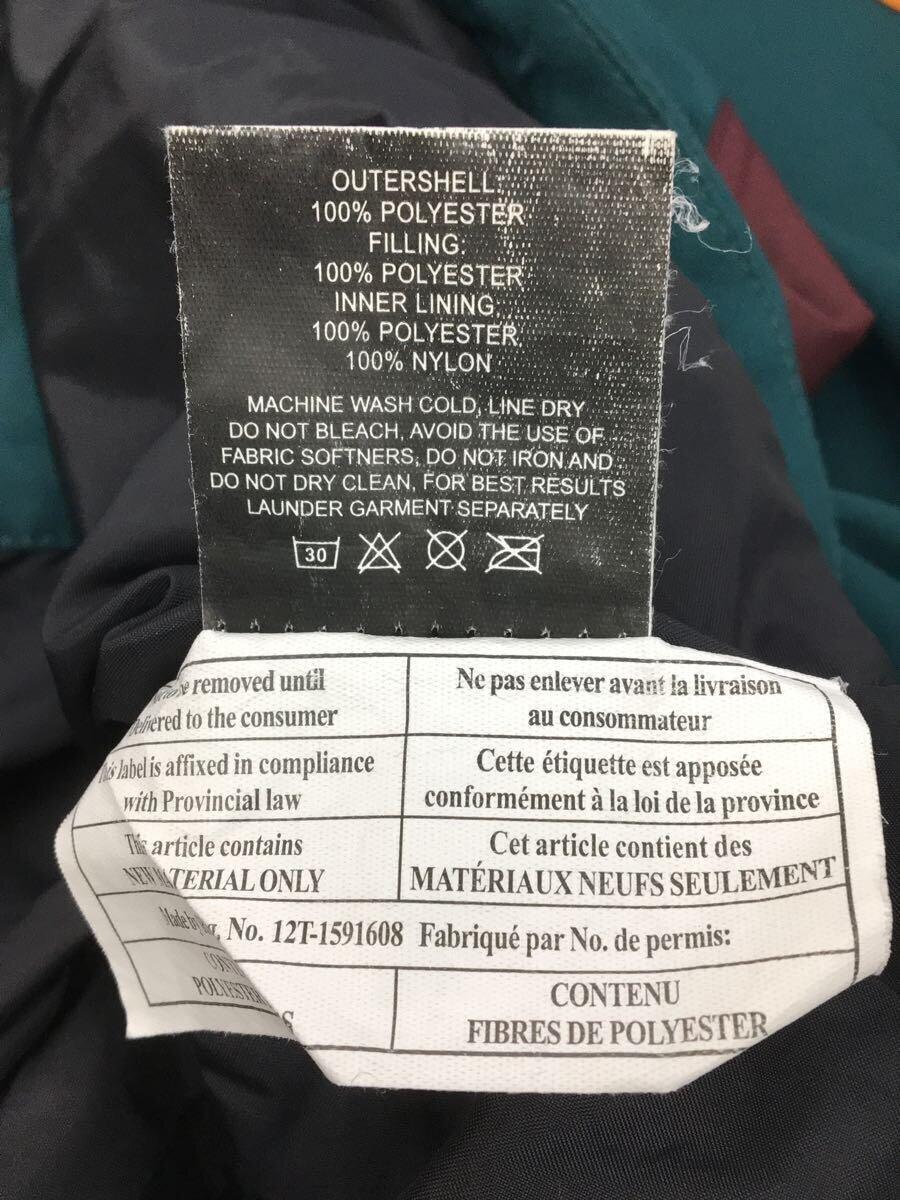 OUTERSHELL:
100% POLYESTER
FILLING:
100% POLYESTER
INNER LINING
100% POLYESTER,
100% NYLON
MACHINE WASH COLD, LINE DRY
DO NOT BLEACH, AVOID THE USE OF
FABRIC SOFTNERS, DO NOT IRON AND
DO NOT DRY CLEAN, FOR BEST RESULTS
LAUNDER GARMENT SEPARATELY
30
removed until
to the consumer
Ne pas enlever avant la livraison
au consommateur
label is affixed in compliance
with Provincial law
Cette étiquette est apposée
conformément à la loi de la province
This article contains
NEW MATERIAL ONLY
Cet article contient des
MATÉRIAUX NEUFS SEULEMENT
Made by No. 12T-1591608 Fabriqué par No. de permis:
POLYESTER
CONTENU
FIBRES DE POLYESTER